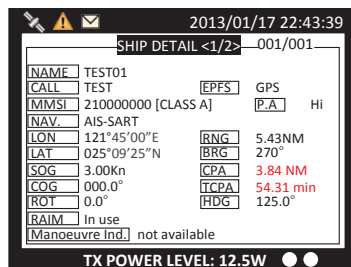 2013/01/17 22:43:39
SHIP DETAIL <1/2> 001/001
NAME TEST01
CALL TEST EPFS GPS
MMSI 210000000 [CLASS A] P.A Hi
NAV. AIS-SART
LON 121°45'00”E RNG 5.43NM
LAT 025°09'25”N BRG 270°
SOG 3.00Kn CPA 3.84 NM
COG 000.0° TCPA 54.31 min
ROT 0.0° HDG 125.0°
RAIM In use
Manoeuvre Ind. not available
TX POWER LEVEL: 12.5W